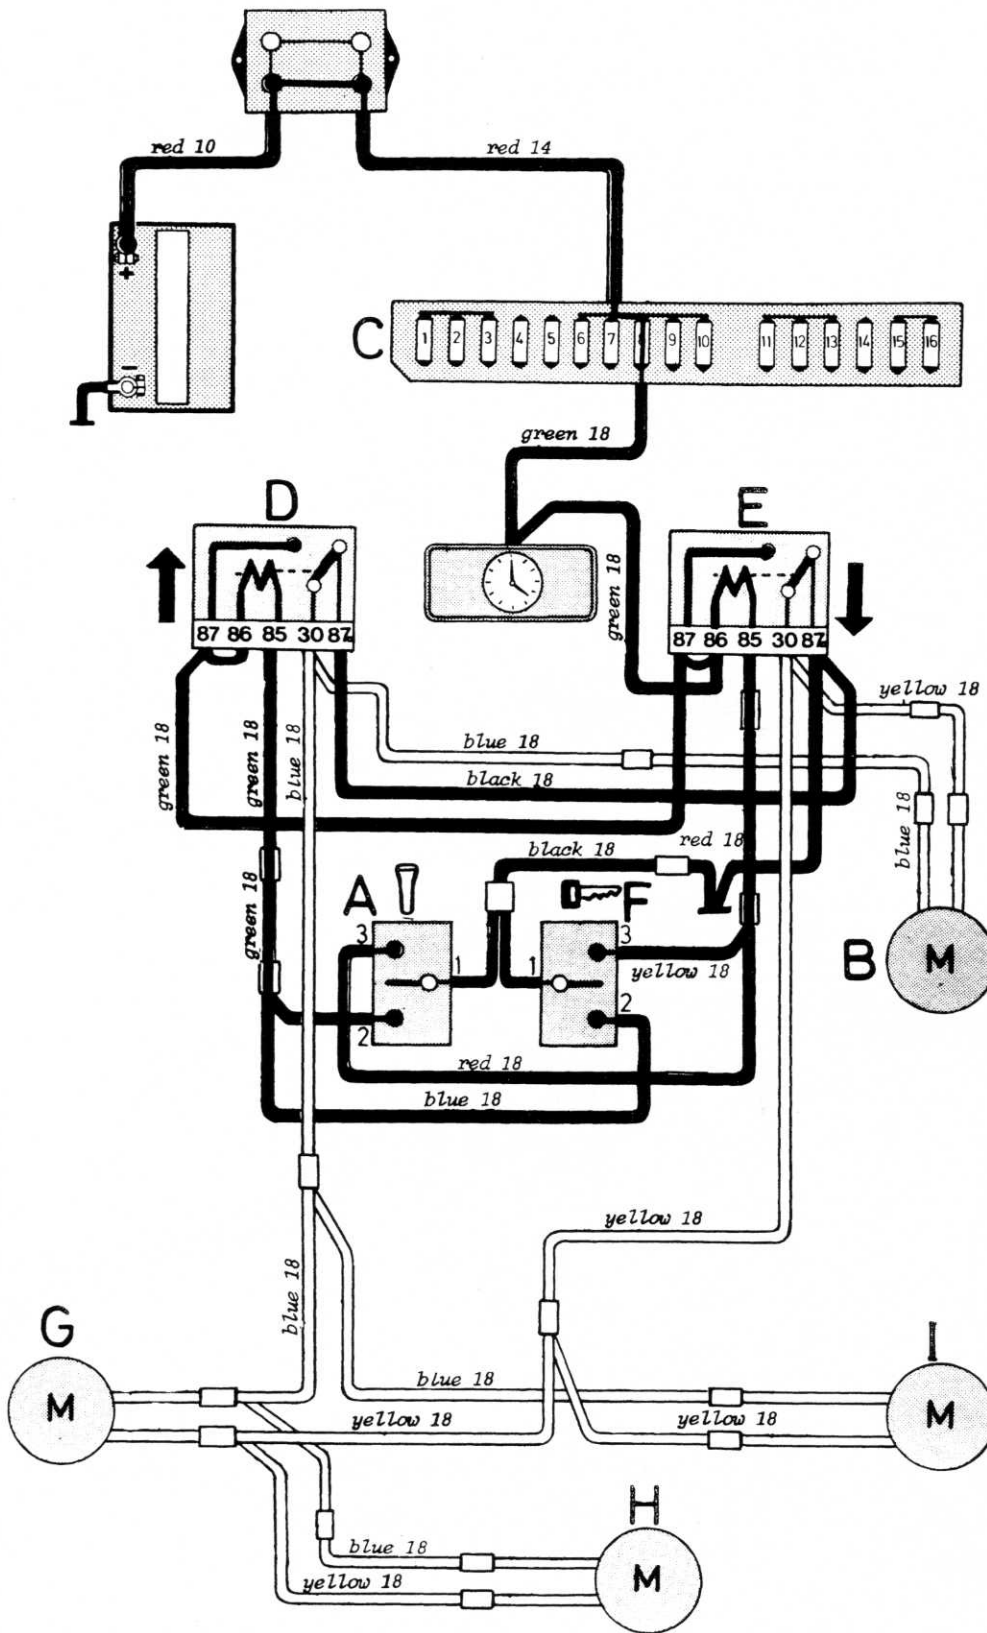 red 10
red 14
+
-
C
1 2 3 4 5 6 7 8 9 10 11 12 13 14 15 16
green 18
D
E
green 18
87 86 85 30 87a
87 86 85 30 87a
yellow 18
blue 18
green 18
green 18
blue 18
black 18
red 18
black 18
blue 18
green 18
A
F
3
3
1
1
yellow 18
B
M
2
2
red 18
blue 18
yellow 18
blue 18
G
I
M
blue 18
yellow 18
yellow 18
M
H
blue 18
yellow 18
M